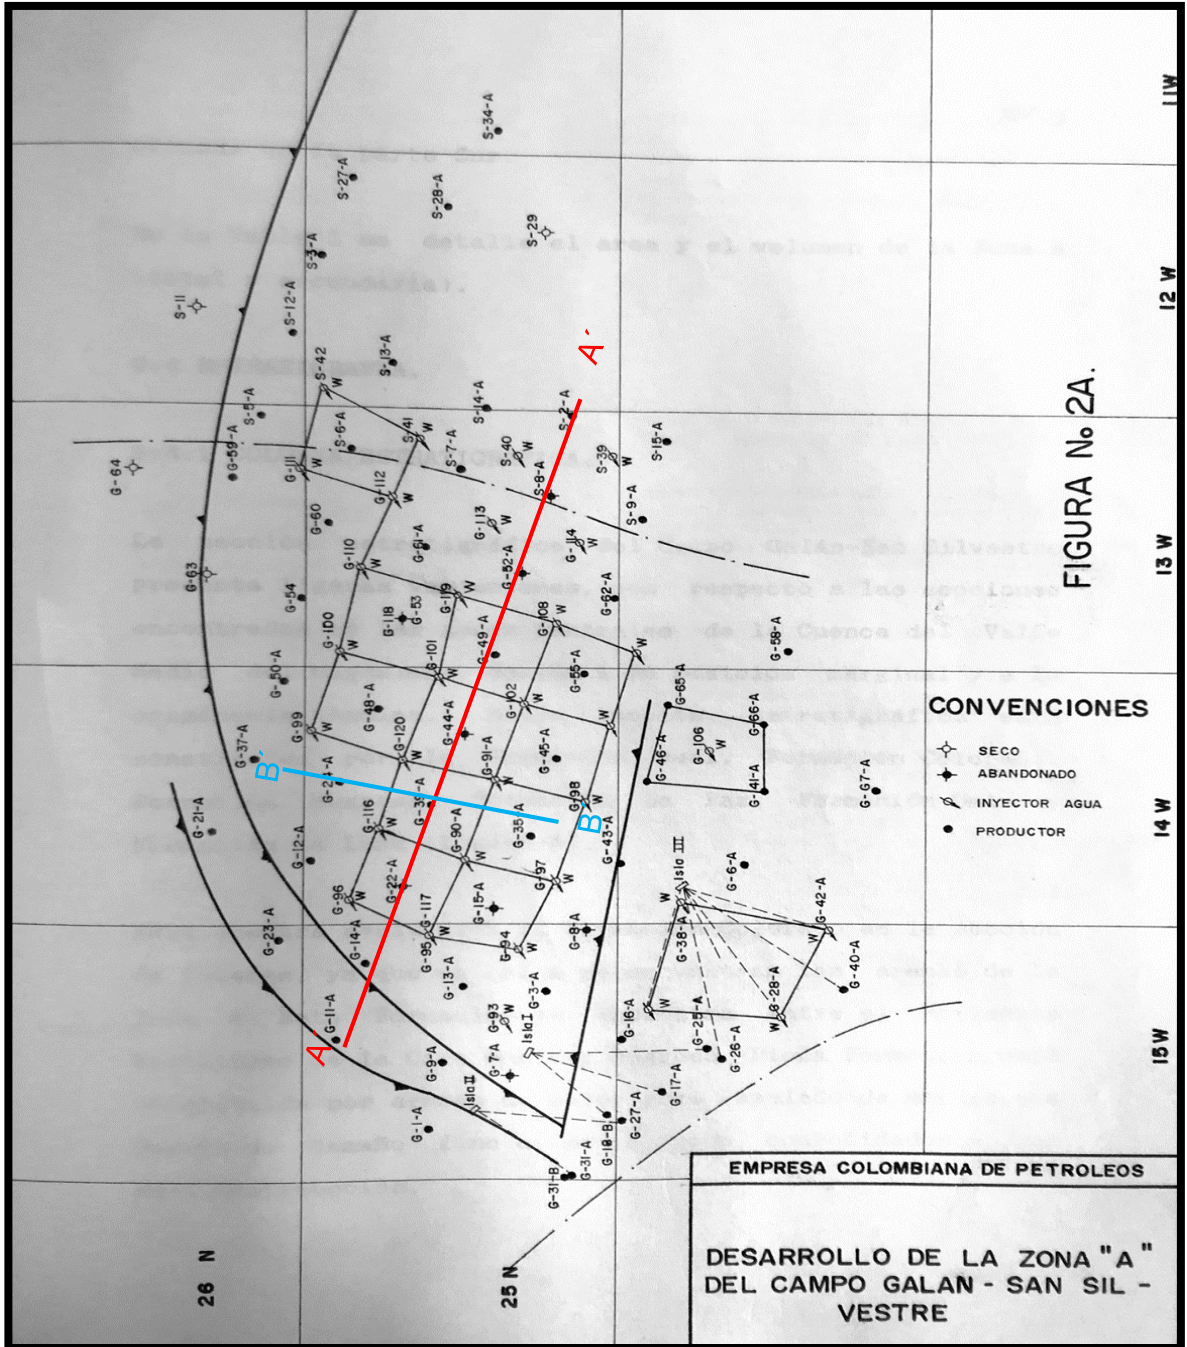 11W
S-34-A
S-27-A
S-28-A
S-29
S-3-A
S-11
S-12-A
12 W
S-42
W
S-13-A
A´
S-5-A
S-14-A
S-2-A
FIGURA No. 2A.
G-59-A
S-6-A
S-41
W
S-7-A
S-40
W
S-39
W
S-15-A
G-64
G-111
W
G-112
W
S-8-A
S-9-A
G-60
G-113
W
G-61-A
G-114
W
G-63
G-110
W
G-52-A
13 W
G-54
G-118
G-53
G-119
W
G-62-A
G-100
W
G-108
W
G-49-A
G-58-A
G-50-A
G-101
W
G-55-A
W
G-48-A
G-102
W
G-65-A
G-99
W
G-44-A
W
G-66-A
CONVENCIONES
G-37-A
G-120
W
G-45-A
G-46-A
G-106
W
SECO
B´
G-24-A
G-91-A
W
G-41-A
ABANDONADO
G-39-A
G-98
W
G-67-A
INYECTOR AGUA
B
G-21-A
G-116
W
G-35-A
PRODUCTOR
14 W
G-12-A
G-90-A
W
G-43-A
G-96
W
G-22-A
G-97
W
Isla III
G-6-A
G-117
G-15-A
W
G-38-A
G-42-A
W
G-23-A
G-14-A
G-95
W
G-94
W
G-8-A
G-13-A
G-3-A
G-40-A
G-11-A
G-93
W
G-16-A
W
G-28-A
W
A
G-9-A
G-7-A
Isla I
G-25-A
G-26-A
15W
Isla II
G-17-A
G-1-A
G-18-B
G-27-A
G-31-B
G-31-A
26 N
25 N
EMPRESA COLOMBIANA DE PETROLEOS
DESARROLLO DE LA ZONA "A"
DEL CAMPO GALAN - SAN SIL -
VESTRE